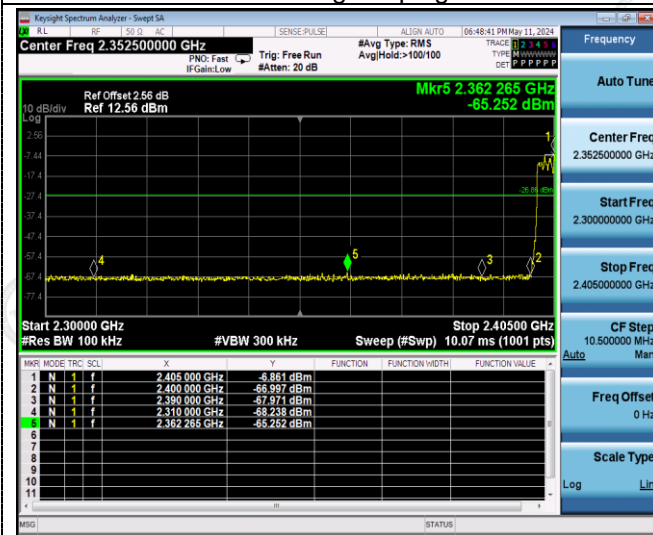 Keysight Spectrum Analyzer - Swept SA
RL RF 50 Ω AC SENSE:PULSE ALIGN AUTO 06:48:41 PM May 11, 2024
Center Freq 2.352500000 GHz
PNO: Fast
IFGain:Low
Trig: Free Run
#Atten: 20 dB
#Avg Type: RMS
Avg|Hold:>100/100
TRACE 1 2 3 4 5 6
TYPE M W W W W W
DET P P P P P P
Ref Offset 2.56 dB
10 dB/div Ref 12.56 dBm
Log
Mkr5 2.362 265 GHz
-65.252 dBm
2.56
-7.44
-17.4
-27.4
-37.4
-47.4
-57.4
-67.4
-77.4
1
-26.86 dBm
4
5
3
2
Start 2.30000 GHz Stop 2.40500 GHz
#Res BW 100 kHz #VBW 300 kHz Sweep (#Swp) 10.07 ms (1001 pts)
MKR MODE TRC SCL X Y FUNCTION FUNCTION WIDTH FUNCTION VALUE
1 N 1 f 2.405 000 GHz -6.861 dBm
2 N 1 f 2.400 000 GHz -66.997 dBm
3 N 1 f 2.390 000 GHz -67.971 dBm
4 N 1 f 2.310 000 GHz -68.238 dBm
5 N 1 f 2.362 265 GHz -65.252 dBm
6
7
8
9
10
11
MSG STATUS
Frequency
Auto Tune
Center Freq
2.352500000 GHz
Start Freq
2.300000000 GHz
Stop Freq
2.405000000 GHz
CF Step
10.500000 MHz
Auto Man
Freq Offset
0 Hz
Scale Type
Log Lin